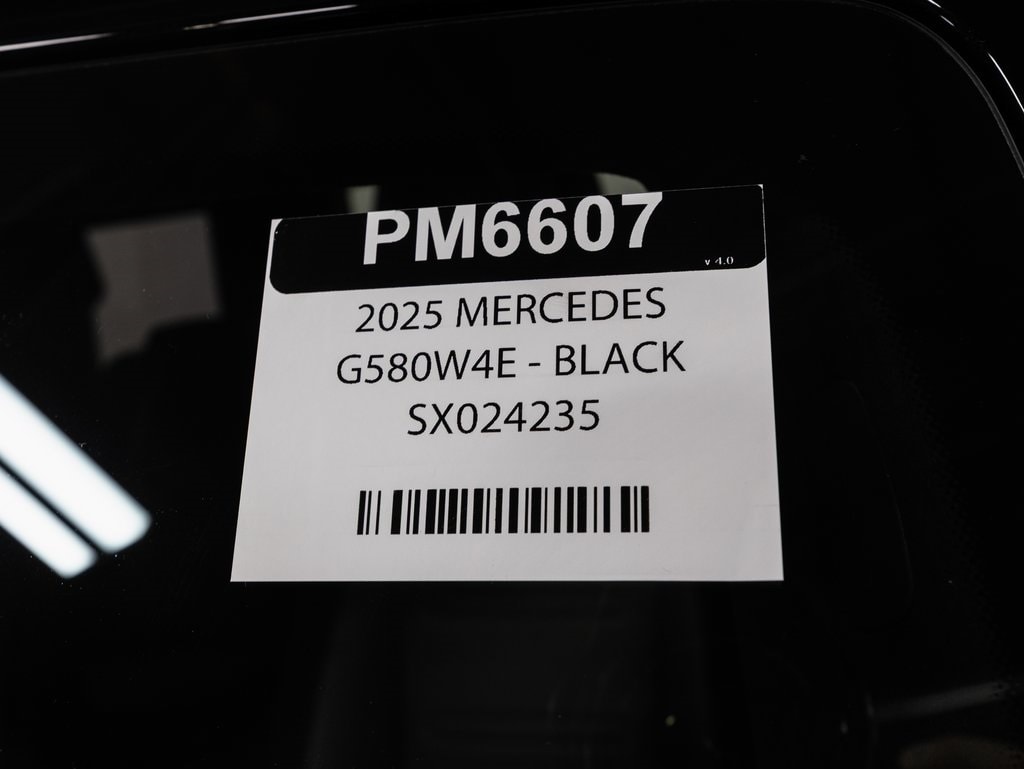 PM6607
v 4.0
2025 MERCEDES
G580W4E - BLACK
SX024235